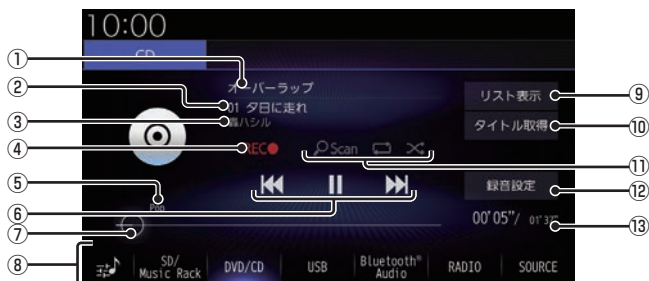 10:00
CD
① オーバーラップ
② 01 夕日に走れ
③ 轟ハシル
④ REC●
⑤ Pop
⑥
⑦
⑧
Scan
リスト表示 ⑨
タイトル取得 ⑩
⑪
録音設定 ⑫
00'05"/ 01'37" ⑬
SD/
Music Rack
DVD/CD
USB
Bluetooth®
Audio
RADIO
SOURCE